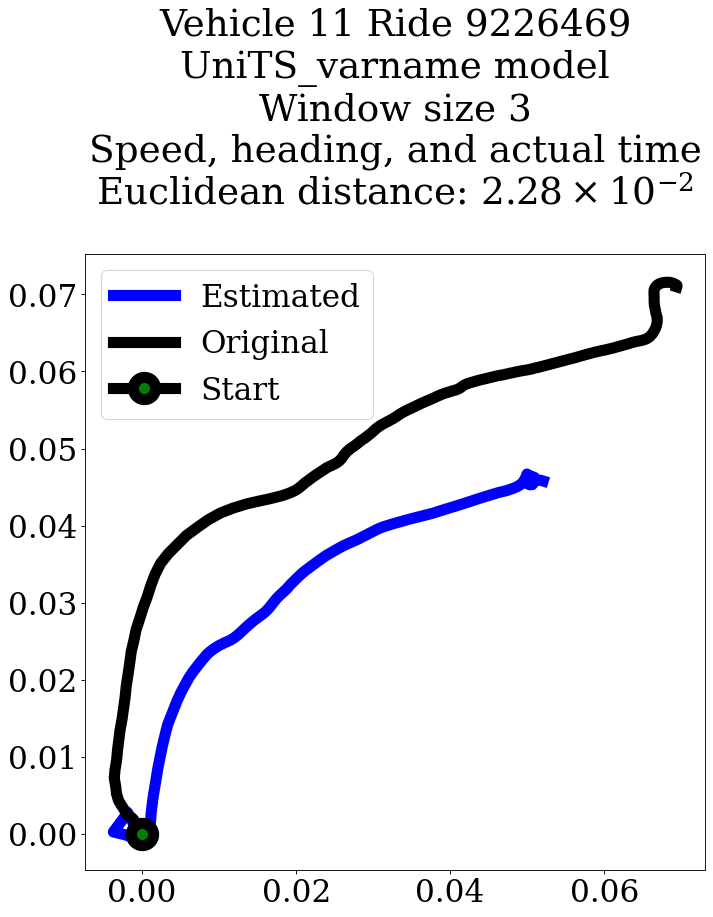 Vehicle 11 Ride 9226469
UniTS_varname model
Window size 3
Speed, heading, and actual time
Euclidean distance: 2.28 × 10⁻²
Estimated
Original
Start
0.07
0.06
0.05
0.04
0.03
0.02
0.01
0.00
0.00 0.02 0.04 0.06